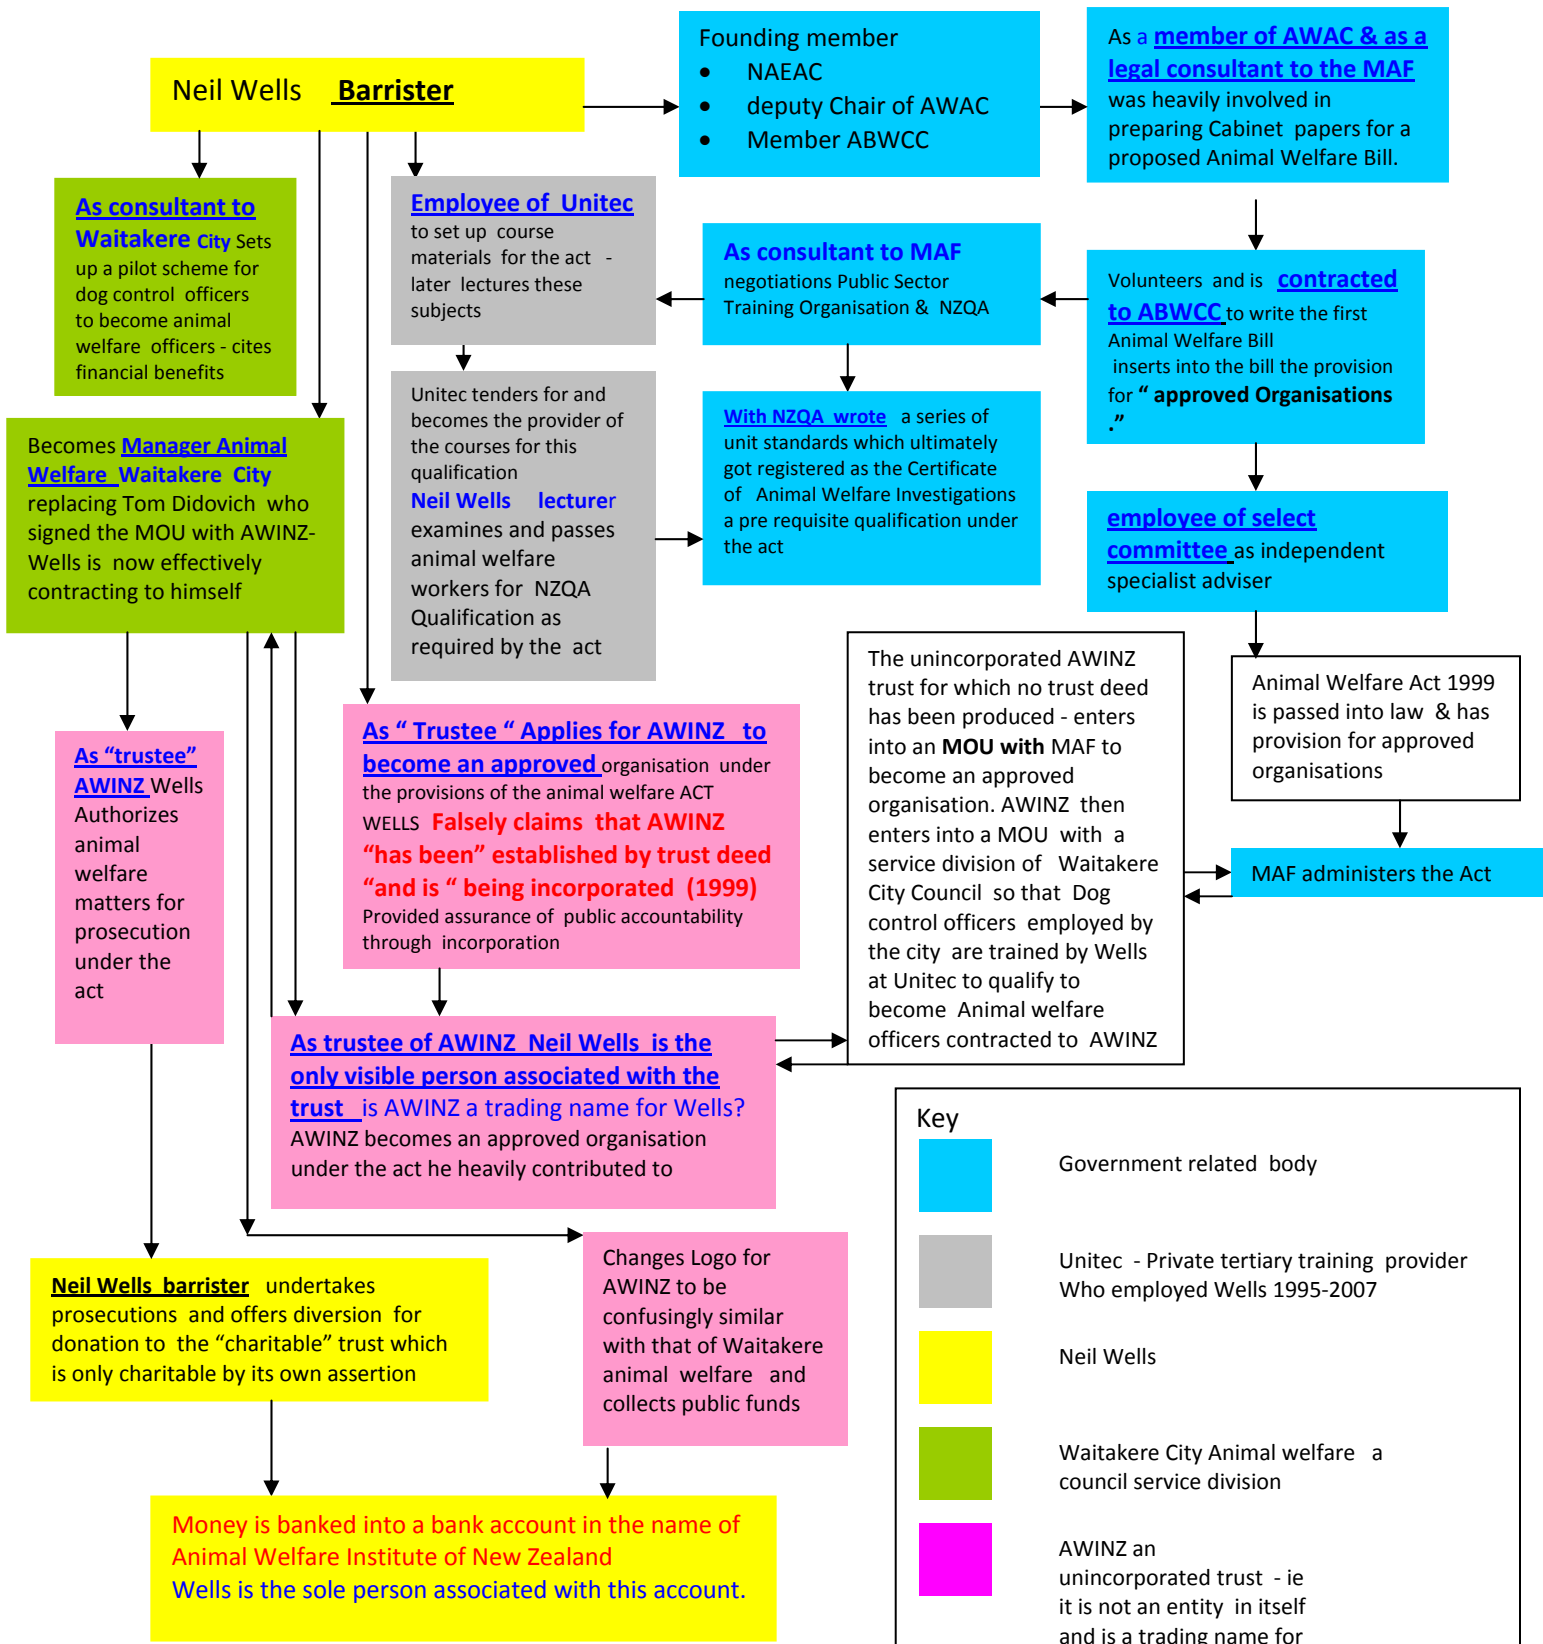 Neil Wells    Barrister
Founding member
• NAEAC
• deputy Chair of AWAC
• Member ABWCC
As a member of AWAC & as a
legal consultant to the MAF
was heavily involved in
preparing Cabinet papers for a
proposed Animal Welfare Bill.
As consultant to
Waitakere City Sets
up a pilot scheme for
dog control officers
to become animal
welfare officers - cites
financial benefits
Employee of Unitec
to set up course
materials for the act -
later lectures these
subjects
As consultant to MAF
negotiations Public Sector
Training Organisation & NZQA
Volunteers and is contracted
to ABWCC to write the first
Animal Welfare Bill
inserts into the bill the provision
for “ approved Organisations
.”
Unitec tenders for and
becomes the provider of
the courses for this
qualification
Neil Wells lecturer
examines and passes
animal welfare
workers for NZQA
Qualification as
required by the act
With NZQA wrote a series of
unit standards which ultimately
got registered as the Certificate
of Animal Welfare Investigations
a pre requisite qualification under
the act
Becomes Manager Animal
Welfare Waitakere City
replacing Tom Didovich who
signed the MOU with AWINZ-
Wells is now effectively
contracting to himself
employee of select
committee as independent
specialist adviser
The unincorporated AWINZ
trust for which no trust deed
has been produced - enters
into an MOU with MAF to
become an approved
organisation. AWINZ then
enters into a MOU with a
service division of Waitakere
City Council so that Dog
control officers employed by
the city are trained by Wells
at Unitec to qualify to
become Animal welfare
officers contracted to AWINZ
Animal Welfare Act 1999
is passed into law & has
provision for approved
organisations
MAF administers the Act
As “trustee”
AWINZ Wells
Authorizes
animal
welfare
matters for
prosecution
under the
act
As “ Trustee “ Applies for AWINZ to
become an approved organisation under
the provisions of the animal welfare ACT
WELLS Falsely claims that AWINZ
“has been” established by trust deed
“and is “ being incorporated (1999)
Provided assurance of public accountability
through incorporation
As trustee of AWINZ Neil Wells is the
only visible person associated with the
trust is AWINZ a trading name for Wells?
AWINZ becomes an approved organisation
under the act he heavily contributed to
Neil Wells barrister undertakes
prosecutions and offers diversion for
donation to the “charitable” trust which
is only charitable by its own assertion
Changes Logo for
AWINZ to be
confusingly similar
with that of Waitakere
animal welfare and
collects public funds
Money is banked into a bank account in the name of
Animal Welfare Institute of New Zealand
Wells is the sole person associated with this account.
Key
Government related body
Unitec - Private tertiary training provider
Who employed Wells 1995-2007
Neil Wells
Waitakere City Animal welfare a
council service division
AWINZ an
unincorporated trust - ie
it is not an entity in itself
and is a trading name for